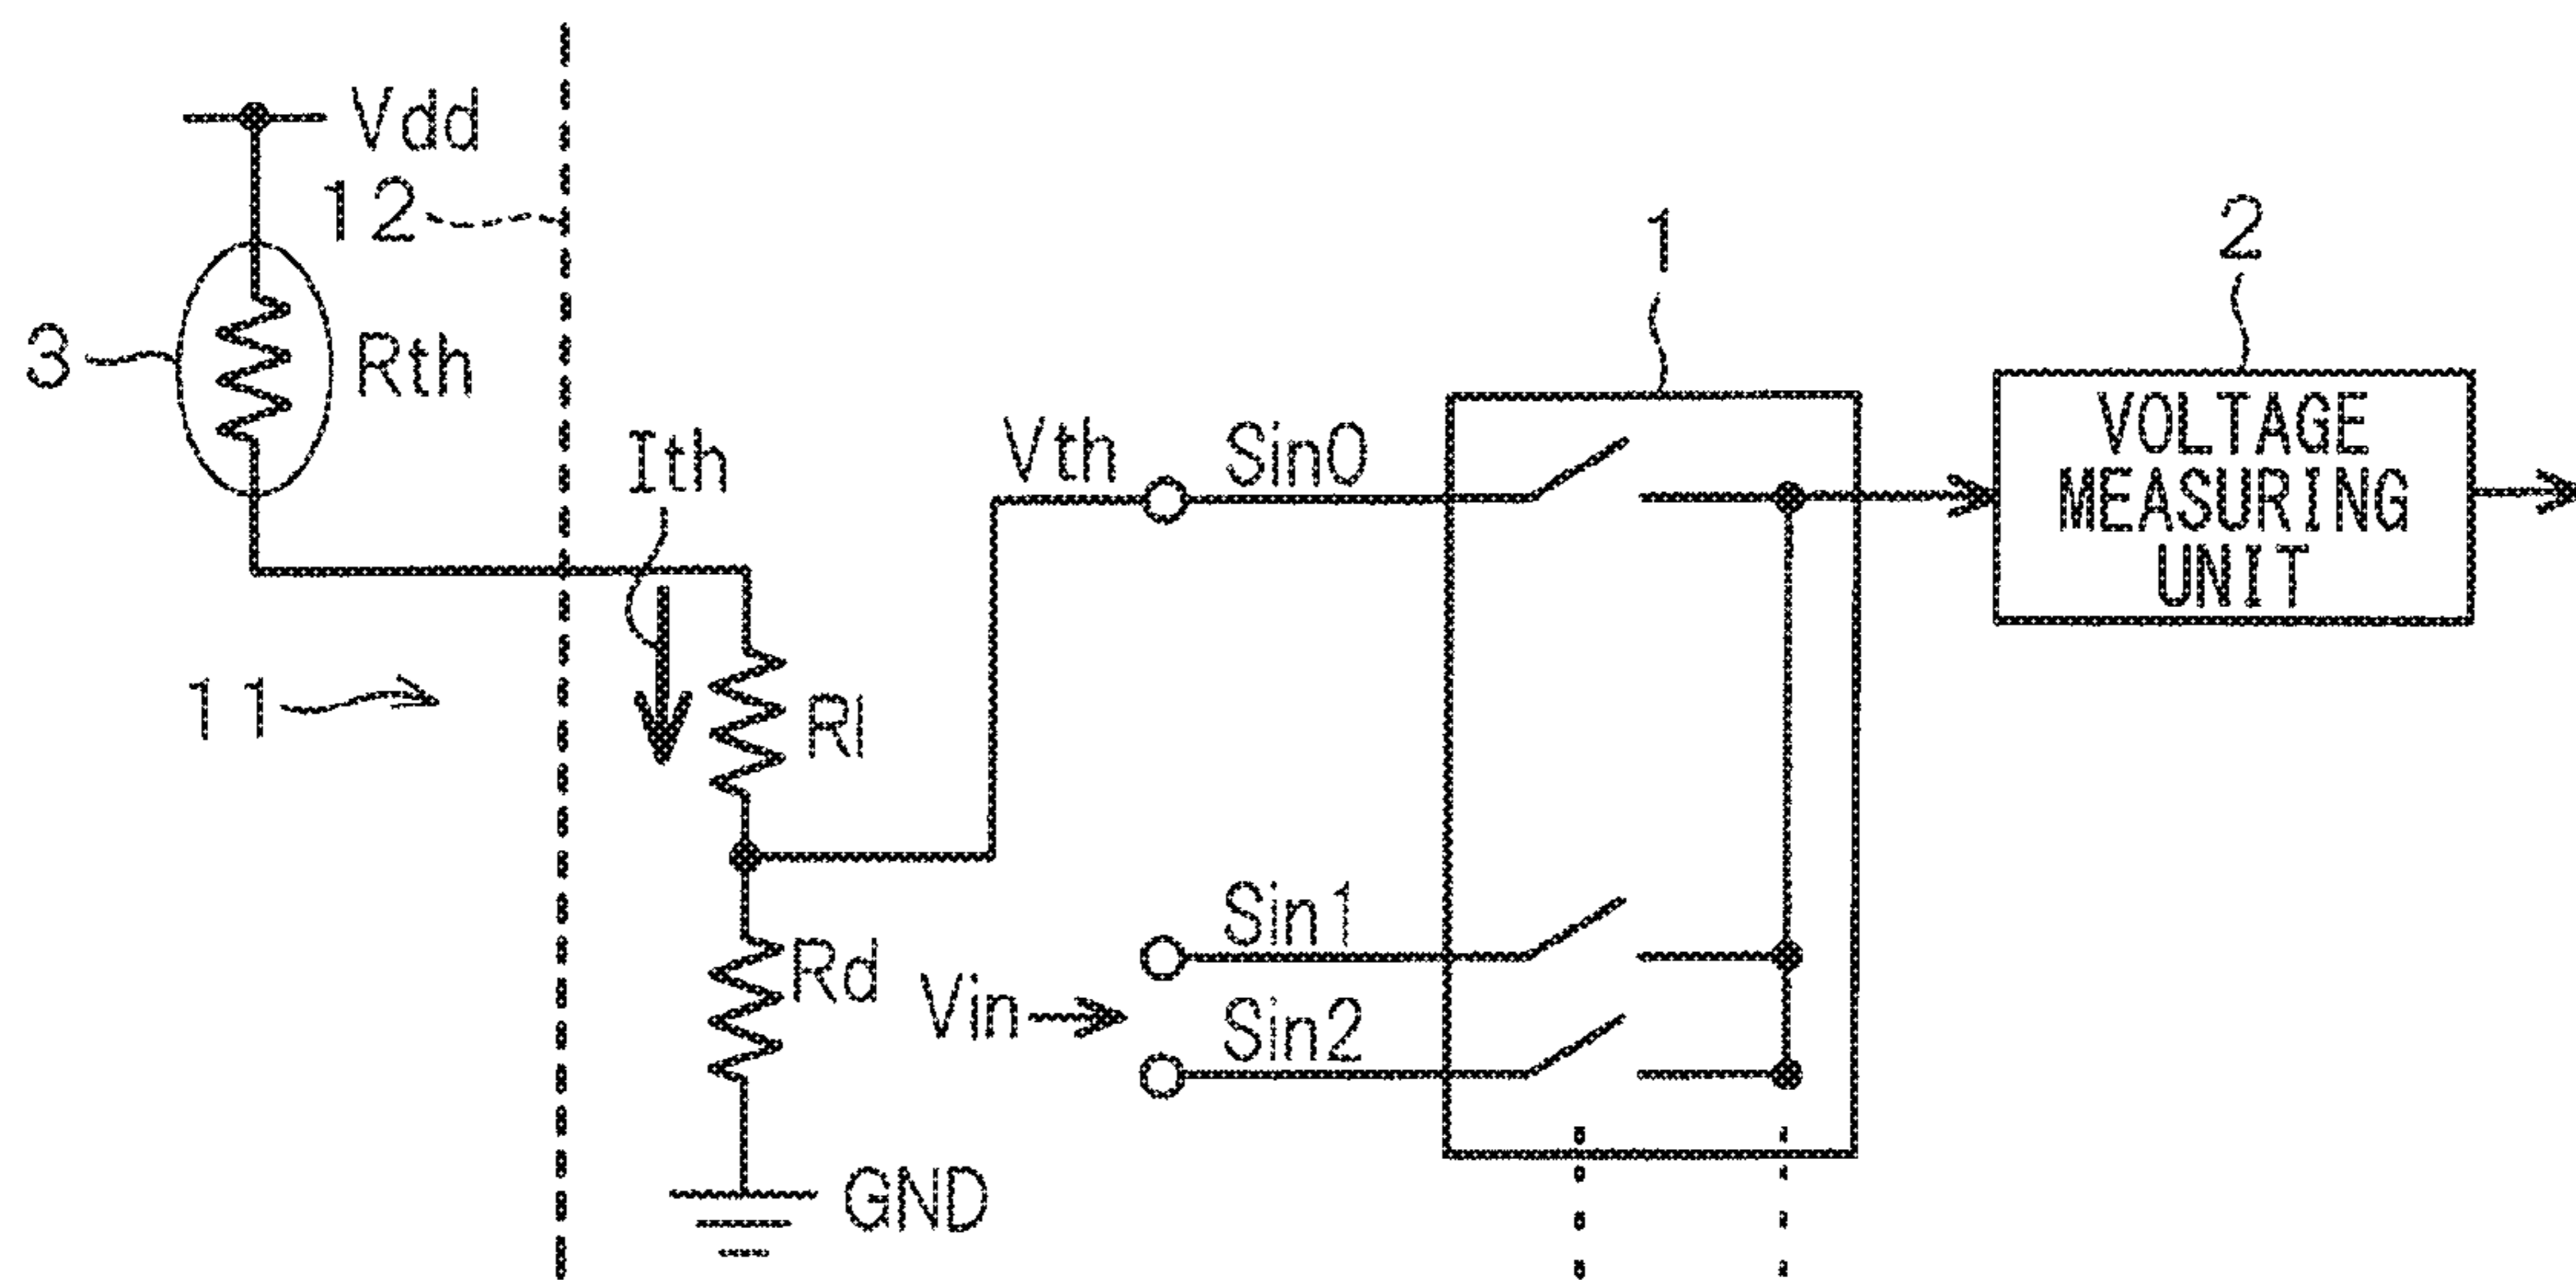 Vdd
12
1
2
3
Rth
Ith
Vth
Sin0
VOLTAGE
MEASURING
UNIT
11
Rl
Sin1
Rd
Vin
Sin2
GND